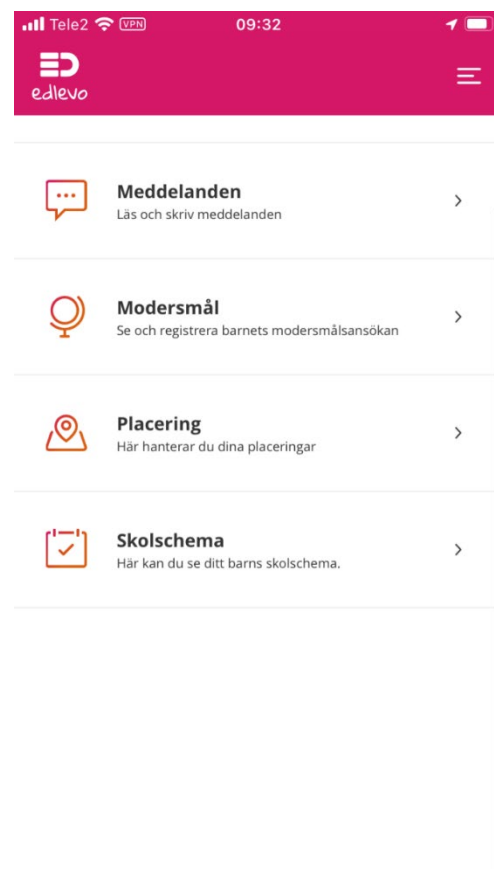 Tele2 VPN 09:32
edlevo
Meddelanden
Läs och skriv meddelanden
Modersmål
Se och registrera barnets modersmålsansökan
Placering
Här hanterar du dina placeringar
Skolschema
Här kan du se ditt barns skolschema.